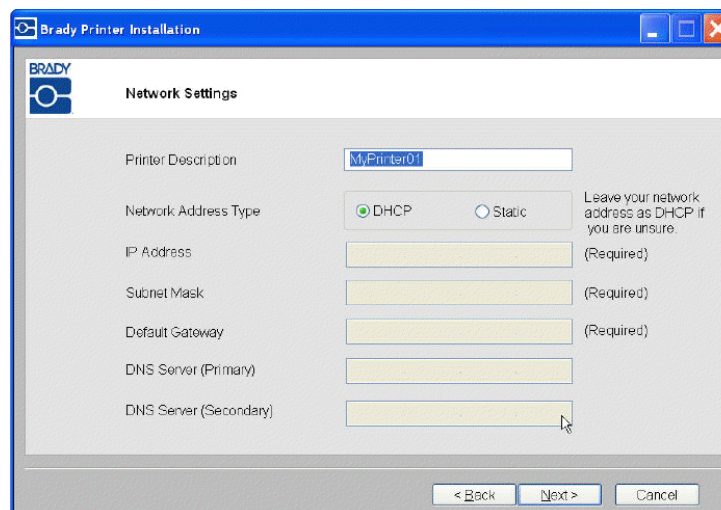 Brady Printer Installation
BRADY
Network Settings
Printer Description MyPrinter01
Network Address Type DHCP Static
Leave your network
address as DHCP if
you are unsure.
IP Address (Required)
Subnet Mask (Required)
Default Gateway (Required)
DNS Server (Primary)
DNS Server (Secondary)
< Back Next > Cancel